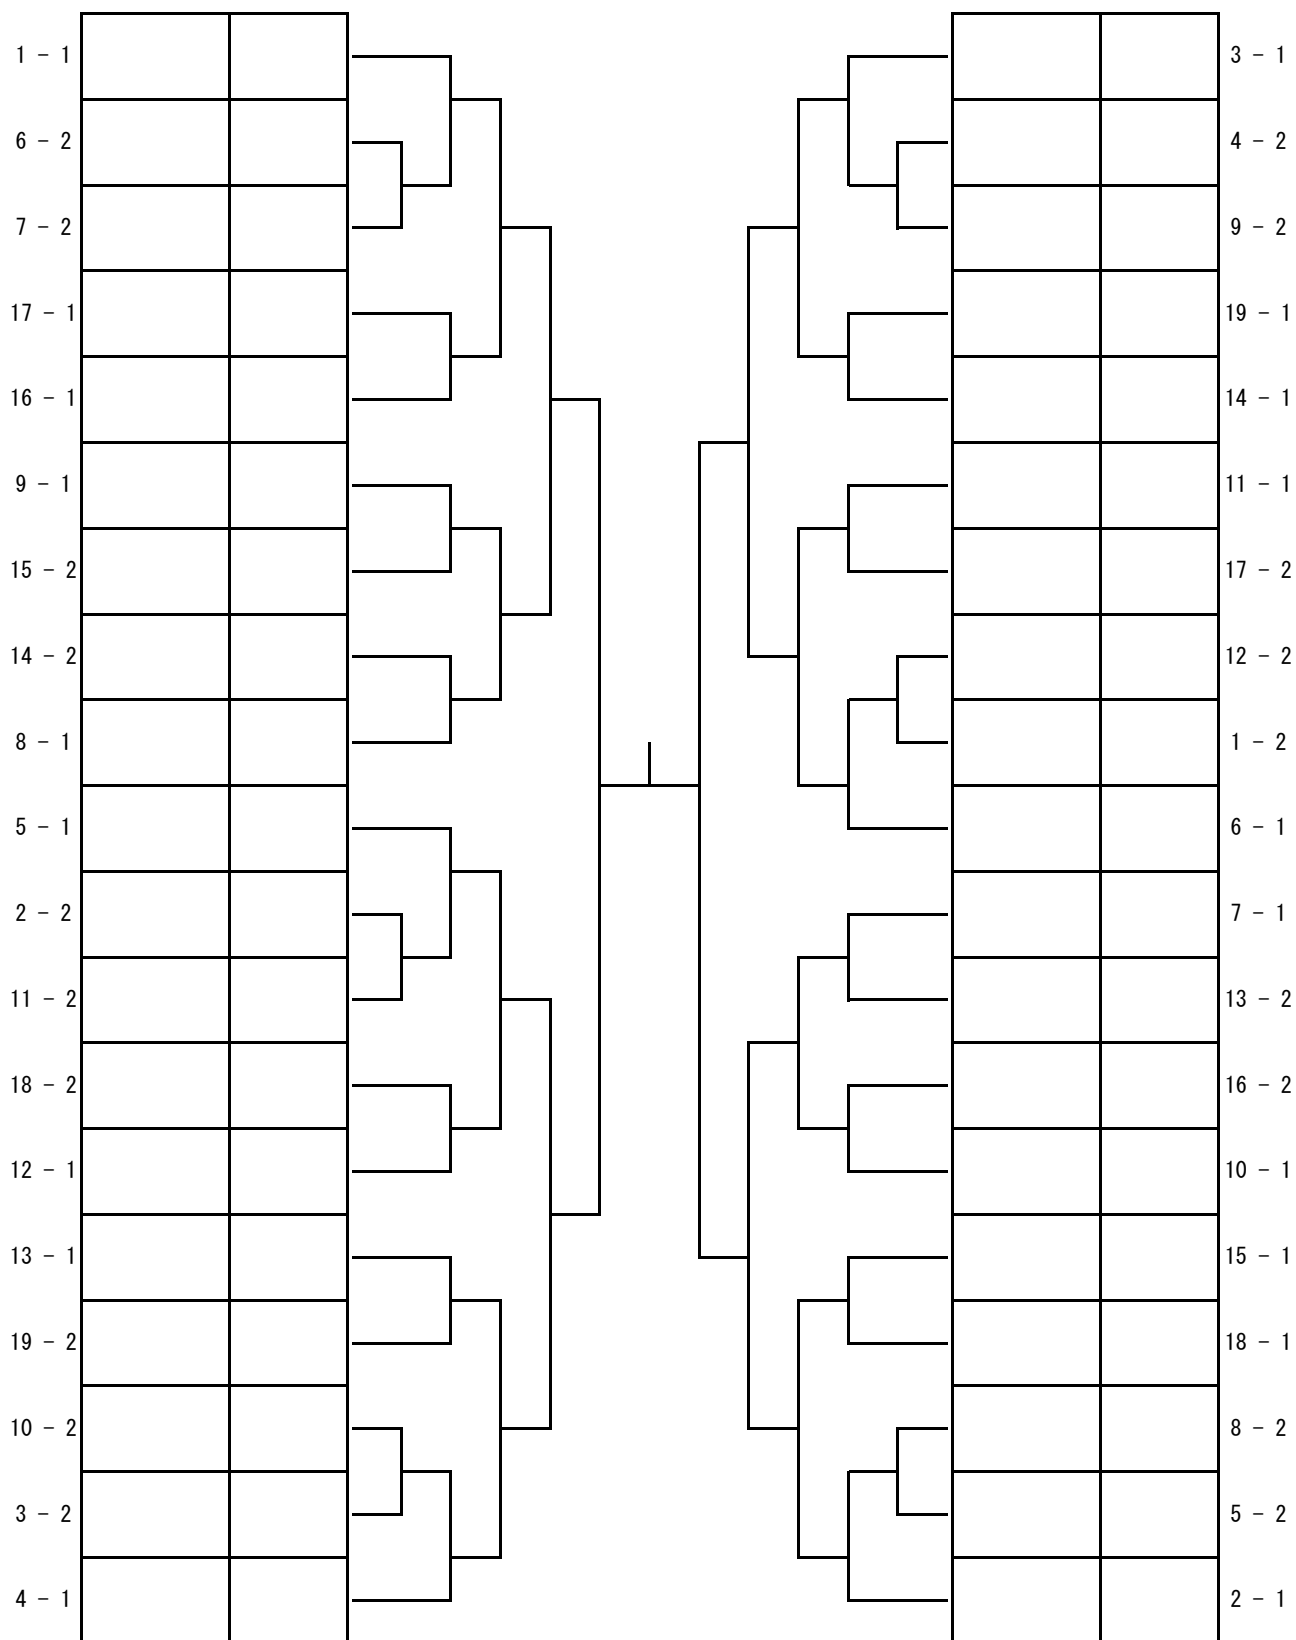 1 - 1
6 - 2
7 - 2
17 - 1
16 - 1
9 - 1
15 - 2
14 - 2
8 - 1
5 - 1
2 - 2
11 - 2
18 - 2
12 - 1
13 - 1
19 - 2
10 - 2
3 - 2
4 - 1
3 - 1
4 - 2
9 - 2
19 - 1
14 - 1
11 - 1
17 - 2
12 - 2
1 - 2
6 - 1
7 - 1
13 - 2
16 - 2
10 - 1
15 - 1
18 - 1
8 - 2
5 - 2
2 - 1